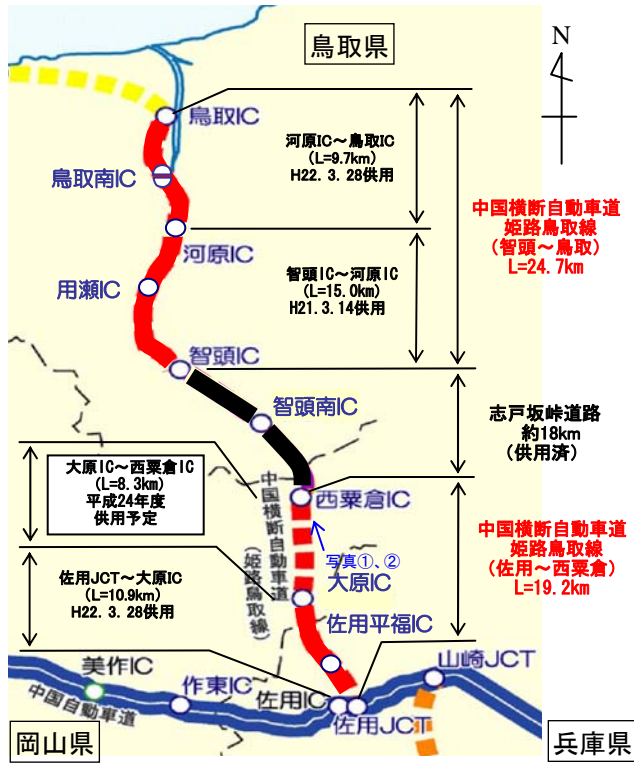 鳥取県
N
鳥取IC
河原IC～鳥取IC
(L=9.7km)
H22.3.28供用
鳥取南IC
中国横断自動車道
姫路鳥取線
(智頭～鳥取)
L=24.7km
河原IC
智頭IC～河原IC
(L=15.0km)
H21.3.14供用
用瀬IC
智頭IC
智頭南IC
志戸坂峠道路
約18km
(供用済)
大原IC～西粟倉IC
(L=8.3km)
平成24年度
供用予定
中国横断自動車道
(姫路鳥取線)
西粟倉IC
写真①、②
中国横断自動車道
姫路鳥取線
(佐用～西粟倉)
L=19.2km
大原IC
佐用JCT～大原IC
(L=10.9km)
H22.3.28供用
佐用平福IC
美作IC
作東IC
佐用IC
山崎JCT
中国自動車道
佐用JCT
岡山県
兵庫県